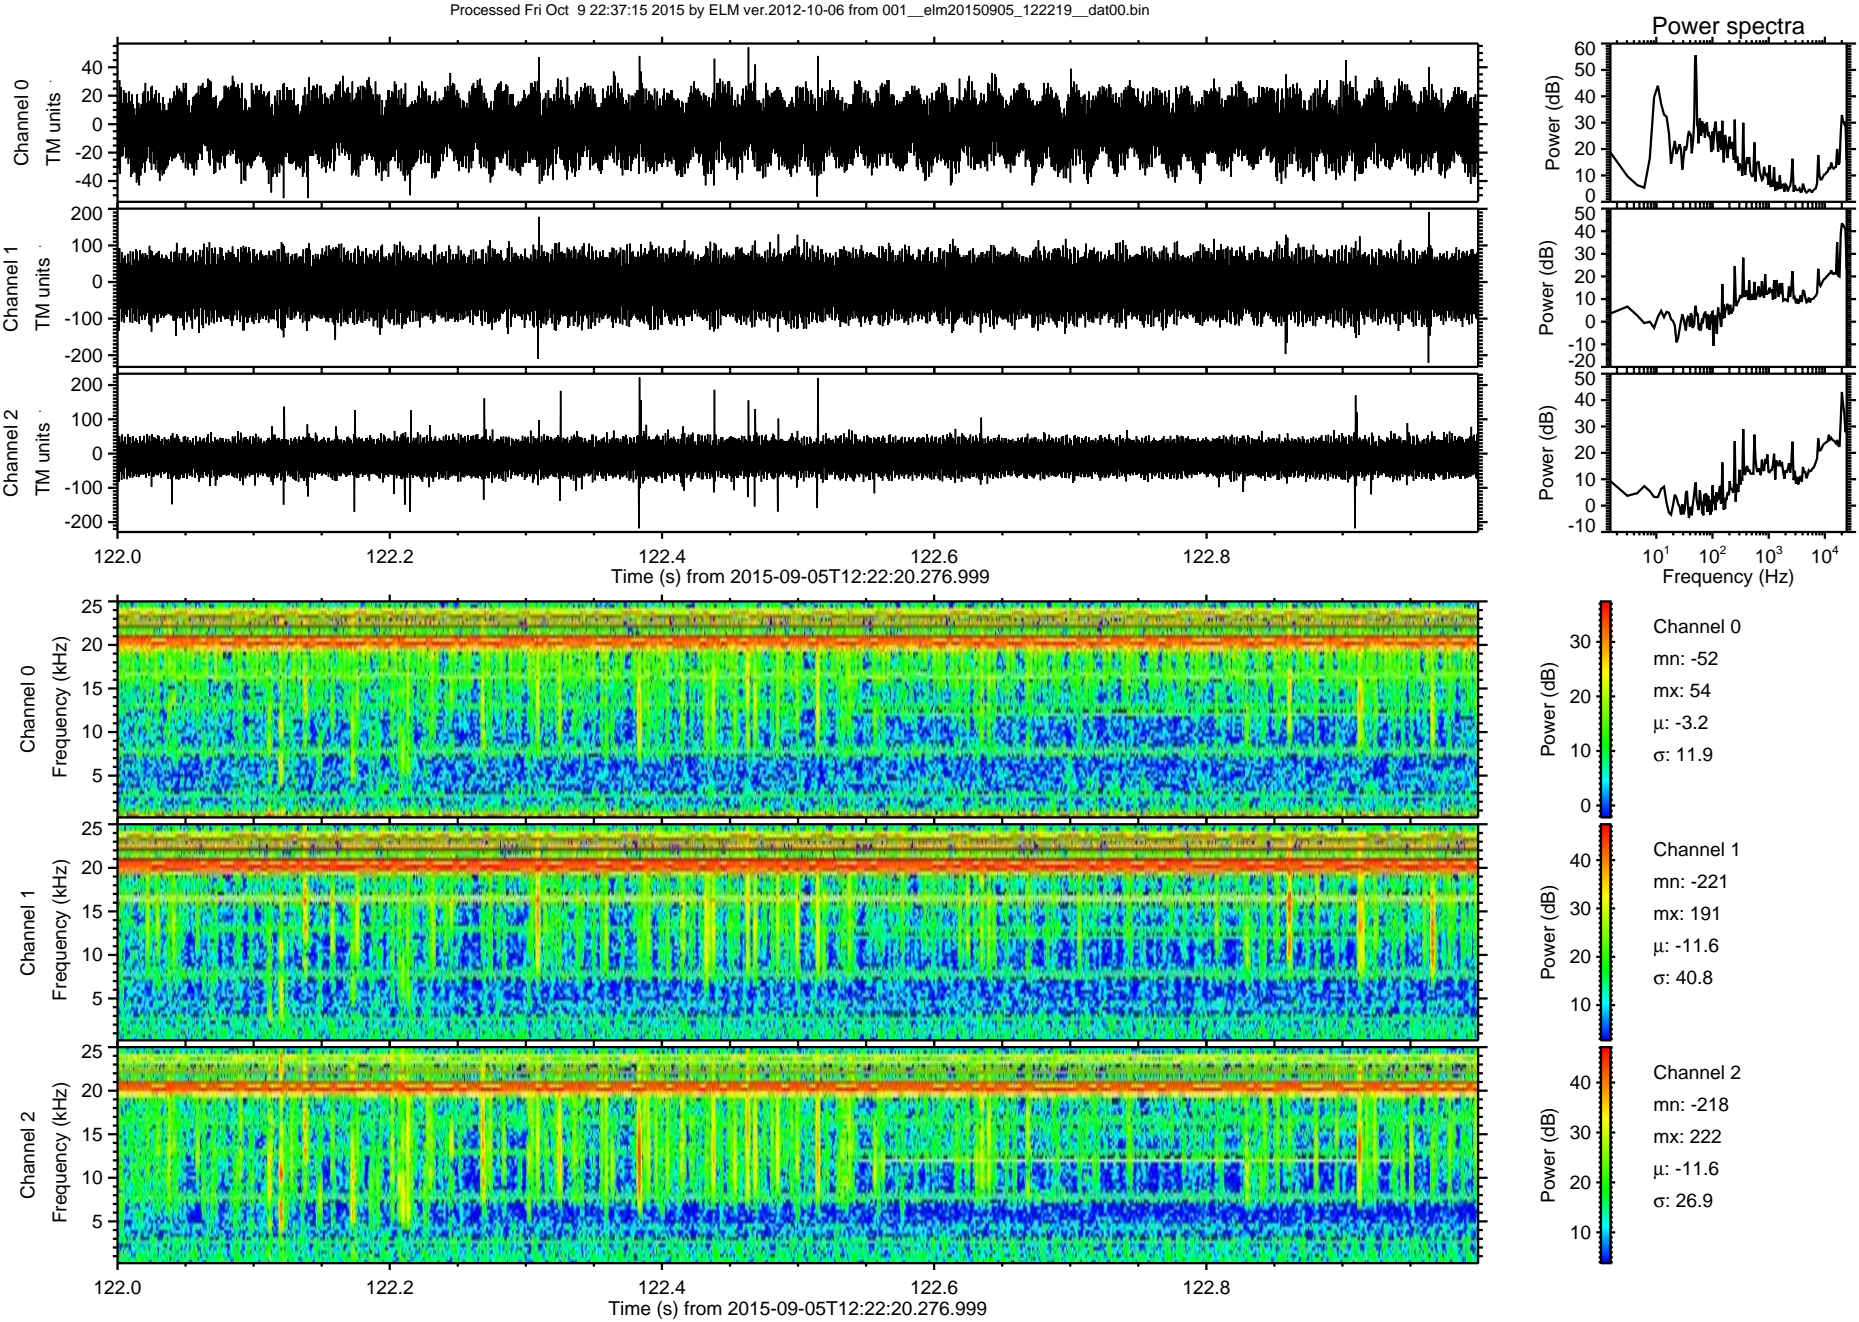 Processed Fri Oct  9 22:37:15 2015 by ELM ver.2012-10-06 from 001__elm20150905_122219__dat00.bin
Power spectra
Channel 0
TM units
40
20
0
-20
-40
Power (dB)
60
50
40
30
20
10
0
Channel 1
TM units
200
100
0
-100
-200
Power (dB)
50
40
30
20
10
0
-10
-20
Channel 2
TM units
200
100
0
-100
-200
Power (dB)
50
40
30
20
10
0
-10
122.0 122.2 122.4 122.6 122.8
Time (s) from 2015-09-05T12:22:20.276.999
10¹ 10² 10³ 10⁴
Frequency (Hz)
Channel 0
Frequency (kHz)
25
20
15
10
5
Power (dB)
30
20
10
0
Channel 0
mn: -52
mx: 54
μ: -3.2
σ: 11.9
Channel 1
Frequency (kHz)
25
20
15
10
5
Power (dB)
40
30
20
10
Channel 1
mn: -221
mx: 191
μ: -11.6
σ: 40.8
Channel 2
Frequency (kHz)
25
20
15
10
5
Power (dB)
40
30
20
10
Channel 2
mn: -218
mx: 222
μ: -11.6
σ: 26.9
122.0 122.2 122.4 122.6 122.8
Time (s) from 2015-09-05T12:22:20.276.999